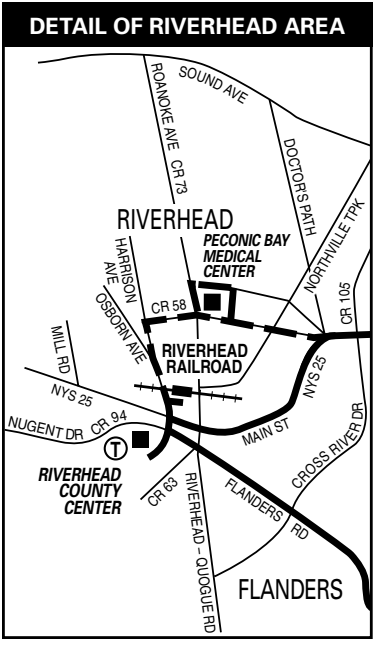 DETAIL OF RIVERHEAD AREA
SOUND AVE
ROANOKE AVE CR 73
DOCTOR'S PATH
NORTHVILLE TPK
RIVERHEAD
PECONIC BAY
MEDICAL
CENTER
HARRISON
AVE
OSBORN AVE
CR 58
CR 105
RIVERHEAD
RAILROAD
MILL RD
NYS 25
NYS 25
MAIN ST
NUGENT DR CR 94
T
CROSS RIVER DR
RIVERHEAD
COUNTY
CENTER
CR 63
RIVERHEAD – QUOGUE RD
FLANDERS RD
FLANDERS